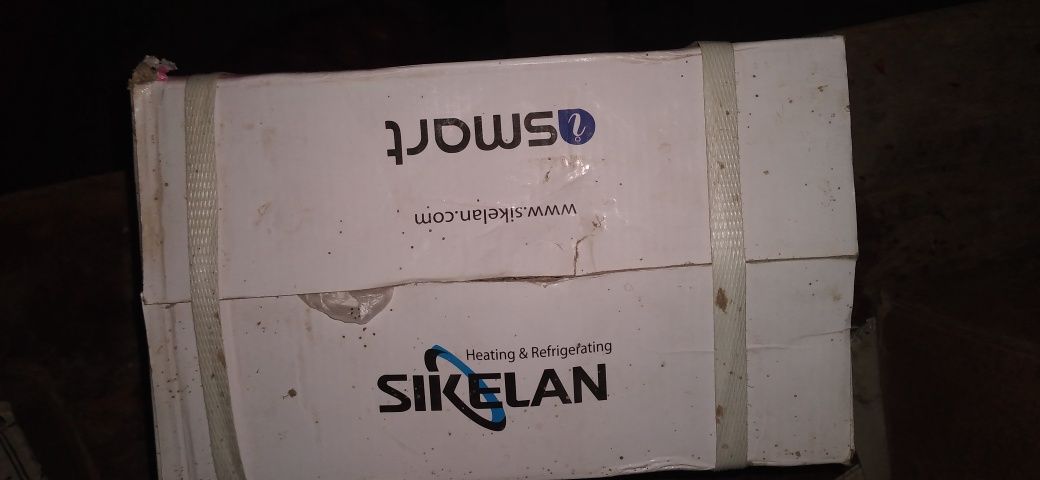 ismart
www.sikelan.com
Heating & Refrigerating
SIKELAN